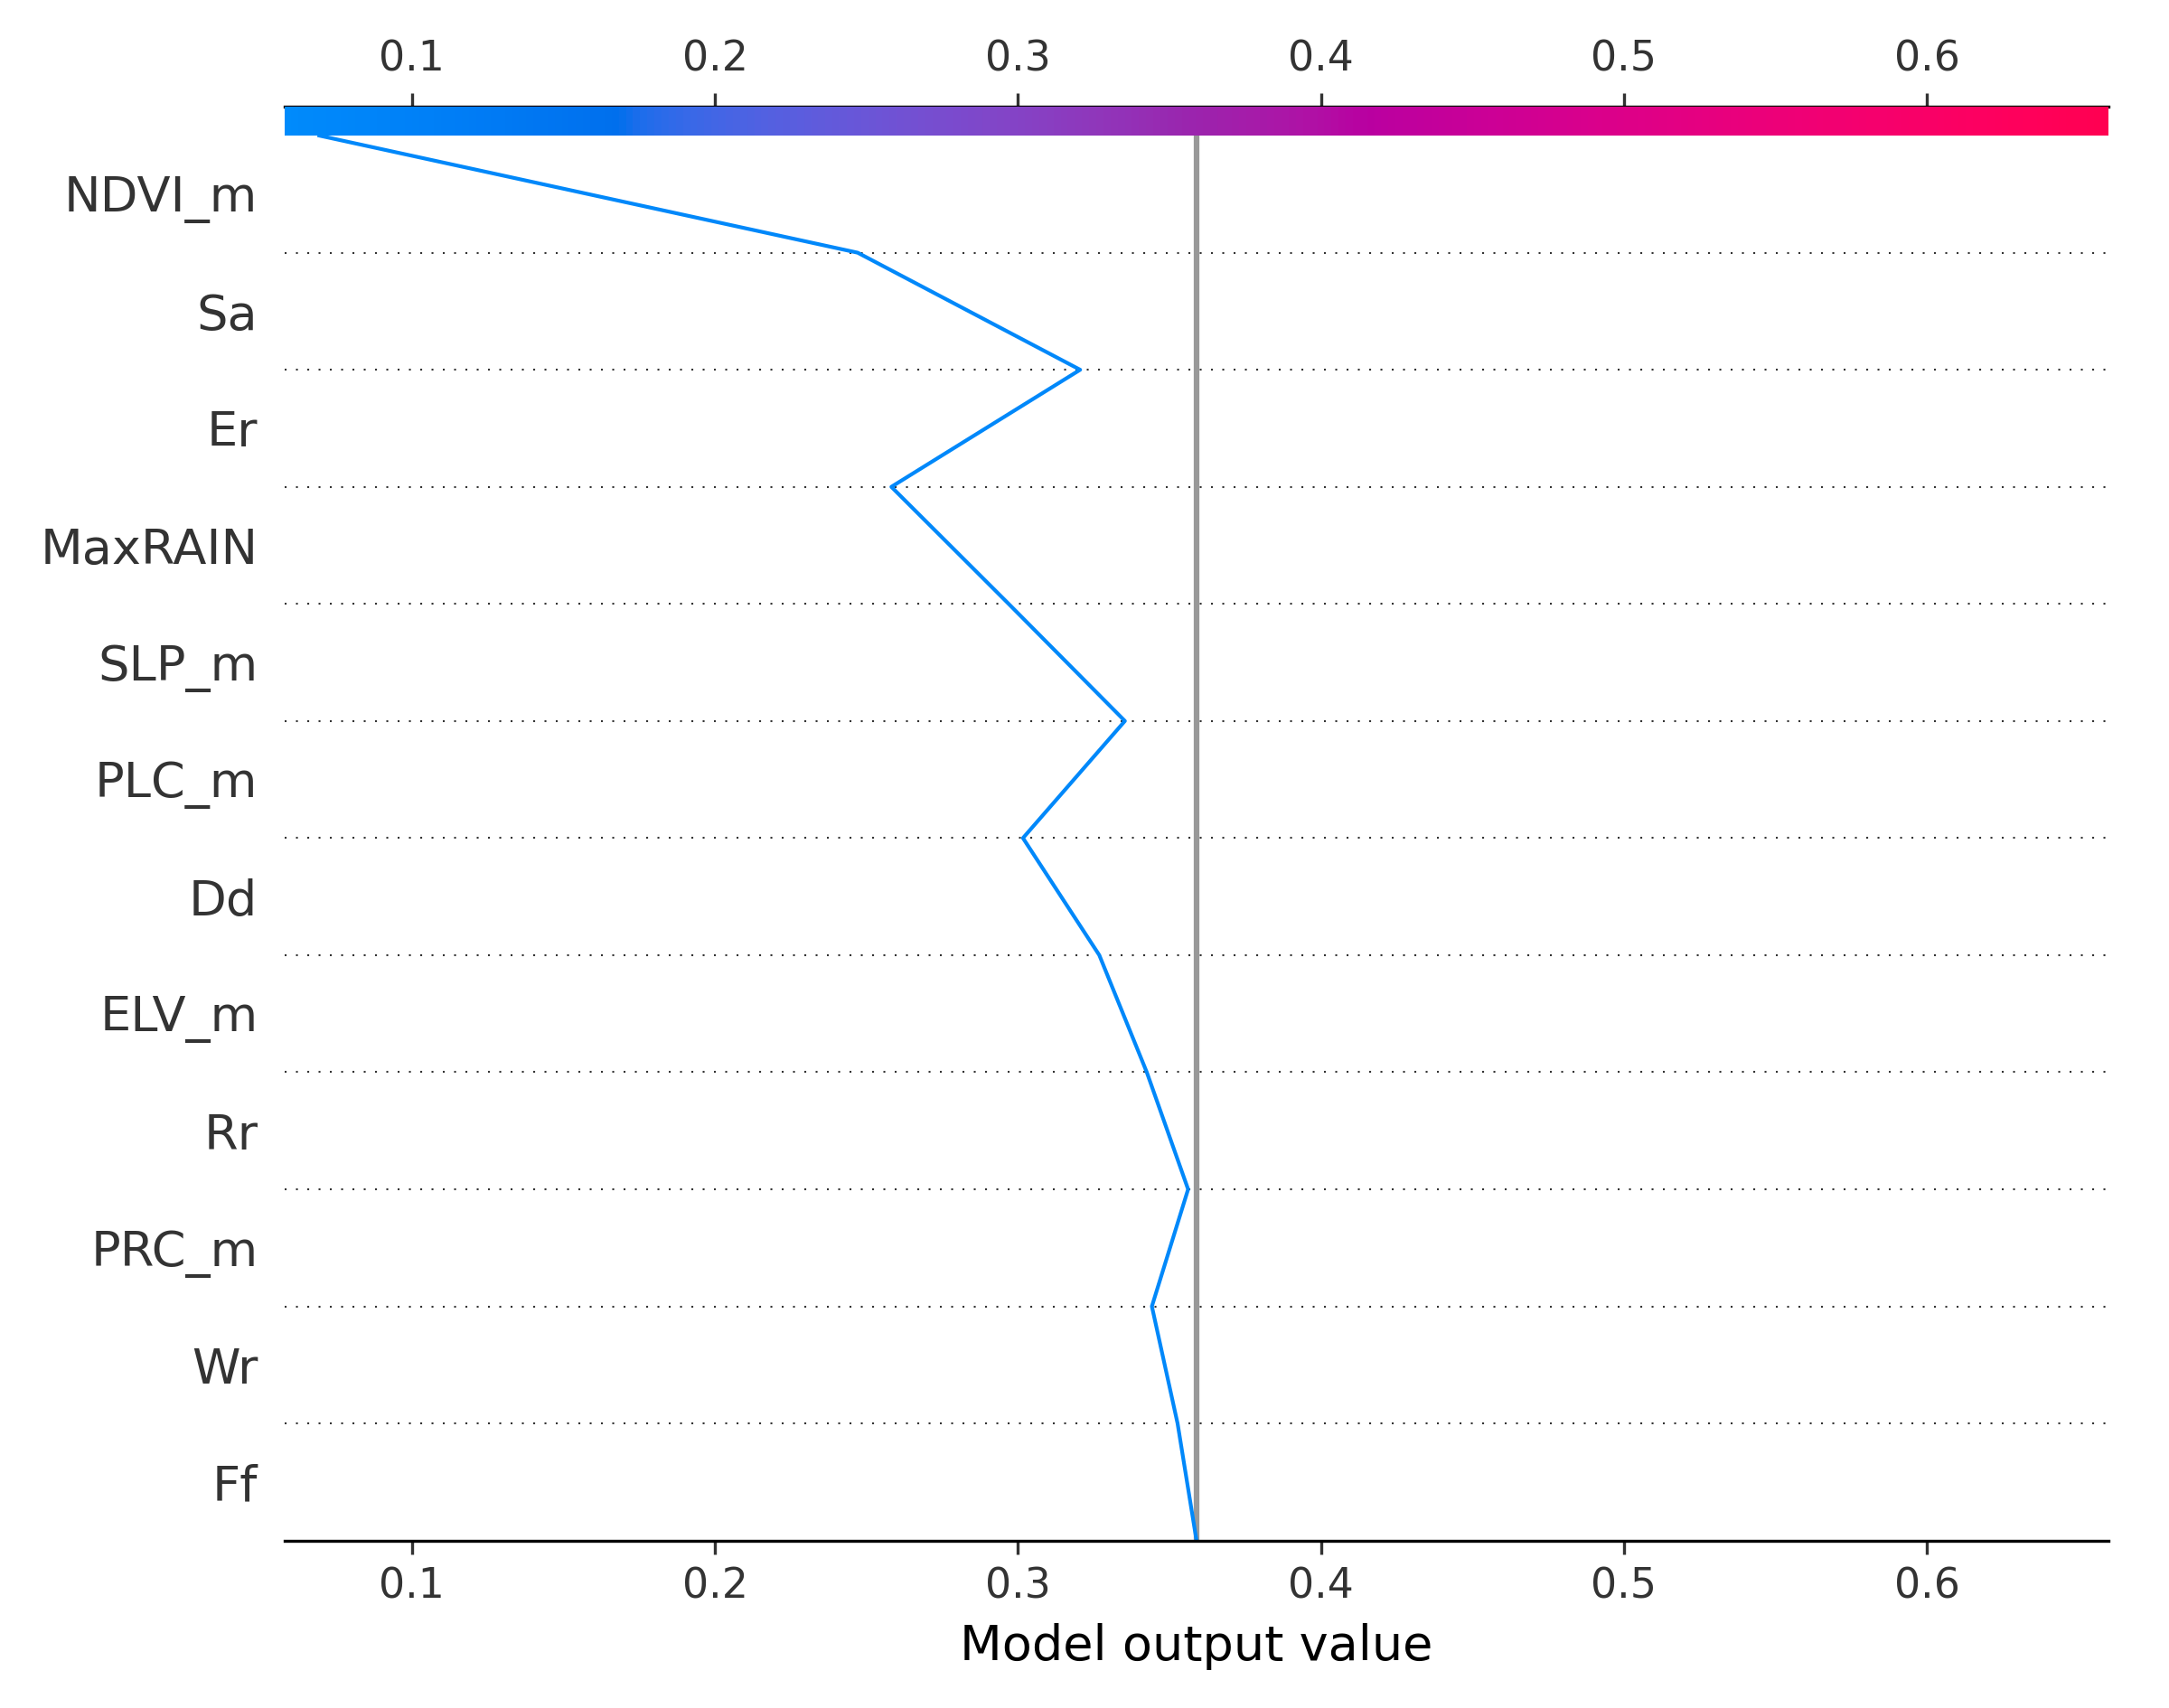 0.1 0.2 0.3 0.4 0.5 0.6
NDVI_m
Sa
Er
MaxRAIN
SLP_m
PLC_m
Dd
ELV_m
Rr
PRC_m
Wr
Ff
0.1 0.2 0.3 0.4 0.5 0.6
Model output value